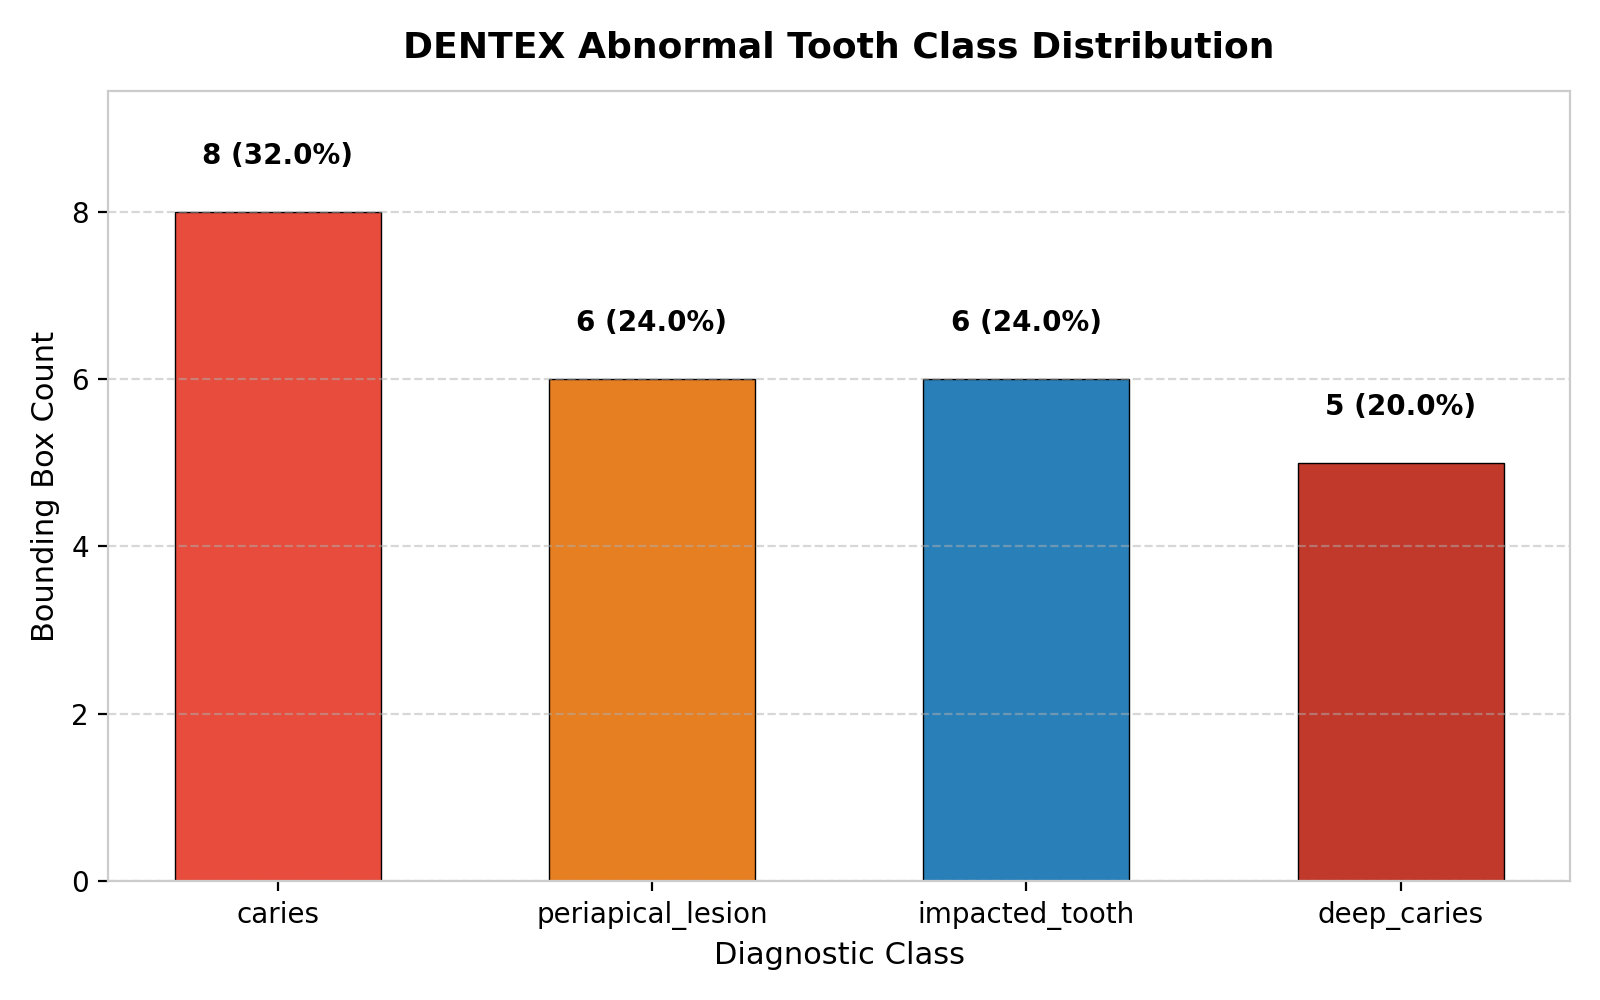 DENTEX Abnormal Tooth Class Distribution
8 (32.0%)
6 (24.0%)
6 (24.0%)
5 (20.0%)
Bounding Box Count
8
6
4
2
0
caries
periapical_lesion
impacted_tooth
deep_caries
Diagnostic Class